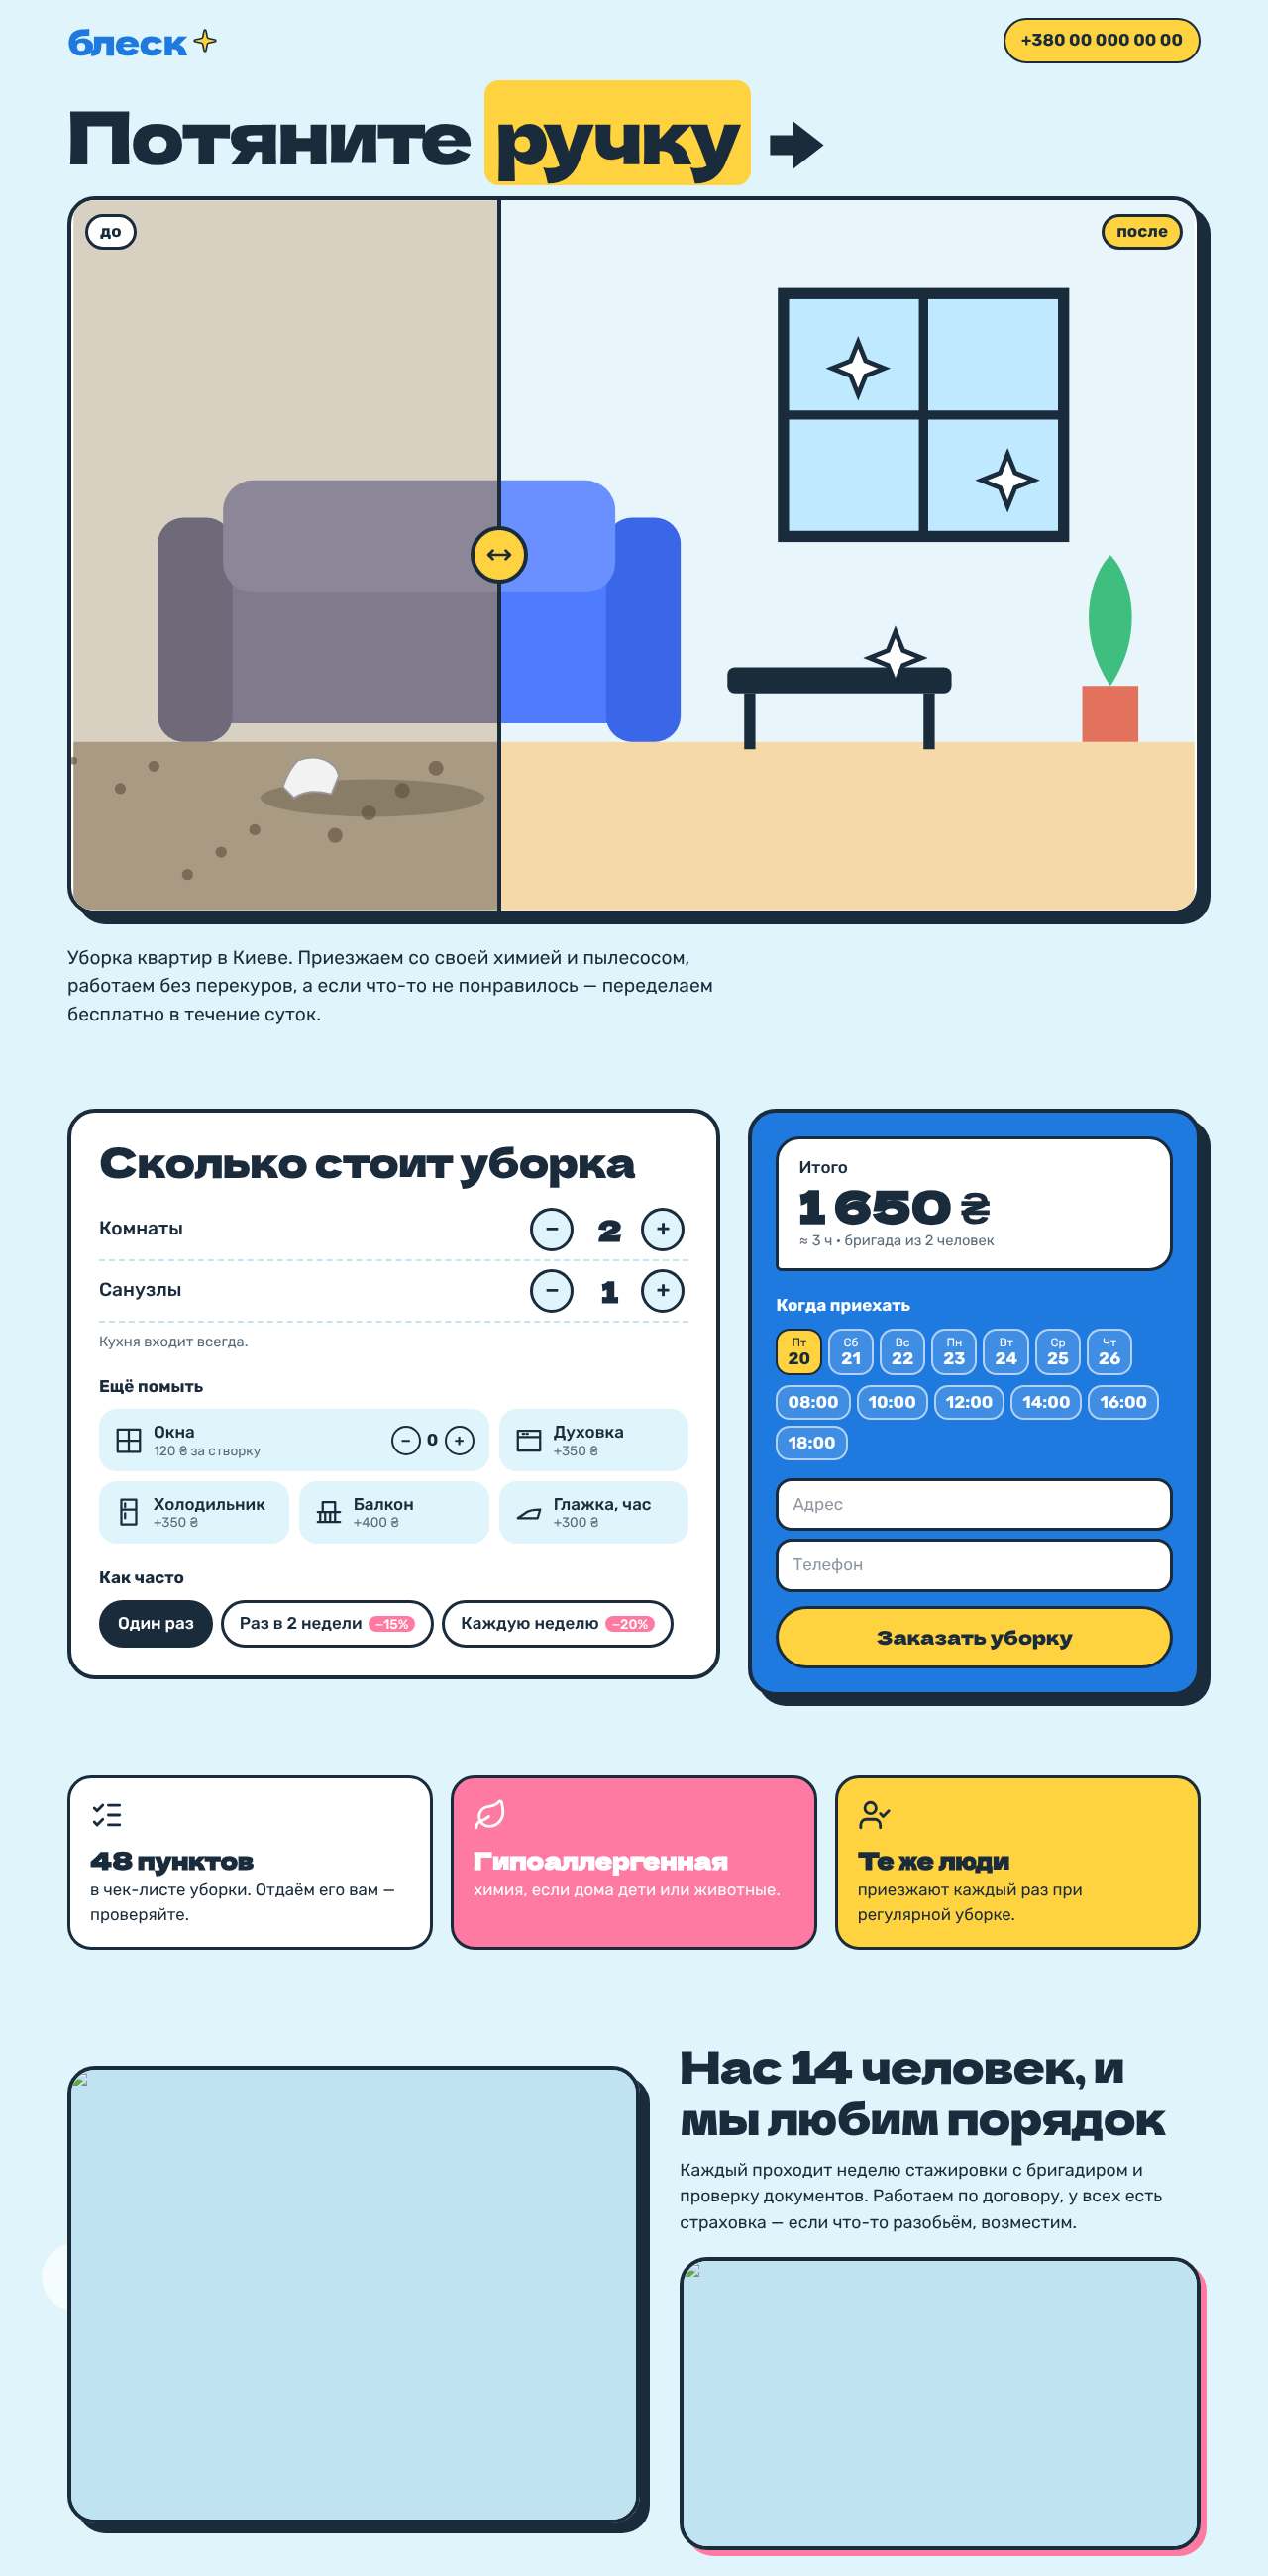 блеск
+380 00 000 00 00
Потяните ручку
до
после
Уборка квартир в Киеве. Приезжаем со своей химией и пылесосом,
работаем без перекуров, а если что-то не понравилось — переделаем
бесплатно в течение суток.
Сколько стоит уборка
Комнаты
− 2 +
Санузлы
− 1 +
Кухня входит всегда.
Ещё помыть
Окна
120 ₴ за створку
− 0 +
Духовка
+350 ₴
Холодильник
+350 ₴
Балкон
+400 ₴
Глажка, час
+300 ₴
Как часто
Один раз
Раз в 2 недели −15%
Каждую неделю −20%
Итого
1 650 ₴
≈ 3 ч • бригада из 2 человек
Когда приехать
Пт Сб Вс Пн Вт Ср Чт
20 21 22 23 24 25 26
08:00 10:00 12:00 14:00 16:00
18:00
Адрес
Телефон
Заказать уборку
48 пунктов
в чек-листе уборки. Отдаём его вам —
проверяйте.
Гипоаллергенная
химия, если дома дети или животные.
Те же люди
приезжают каждый раз при
регулярной уборке.
Нас 14 человек, и
мы любим порядок
Каждый проходит неделю стажировки с бригадиром и
проверку документов. Работаем по договору, у всех есть
страховка — если что-то разобьём, возместим.